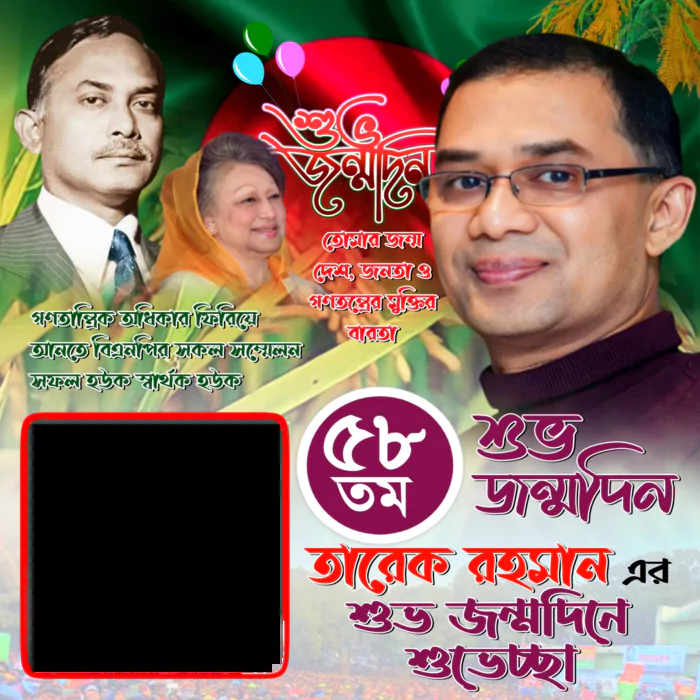 শুভ
জন্মদিন
তোমার জন্ম
দেশ, জনতা ও
গণতন্ত্রের মুক্তির
বারতা
গণতান্ত্রিক অধিকার ফিরিয়ে
আনতে বিএনপির সকল সম্মেলন
সফল হউক স্বার্থক হউক
৫৮
তম
শুভ
জন্মদিন
তারেক রহমান এর
শুভ জন্মদিনে
শুভেচ্ছা